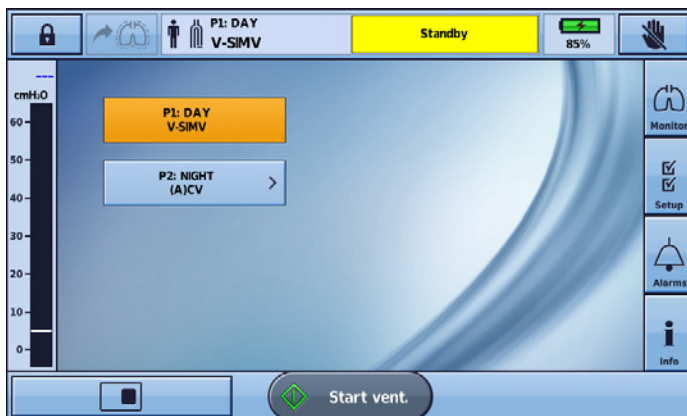 P1: DAY
V-SIMV
Standby
85%
---
cmH₂O
60
50
40
30
20
10
0
P1: DAY
V-SIMV
P2: NIGHT
(A)CV
Monitor
Setup
Alarms
Info
Start vent.